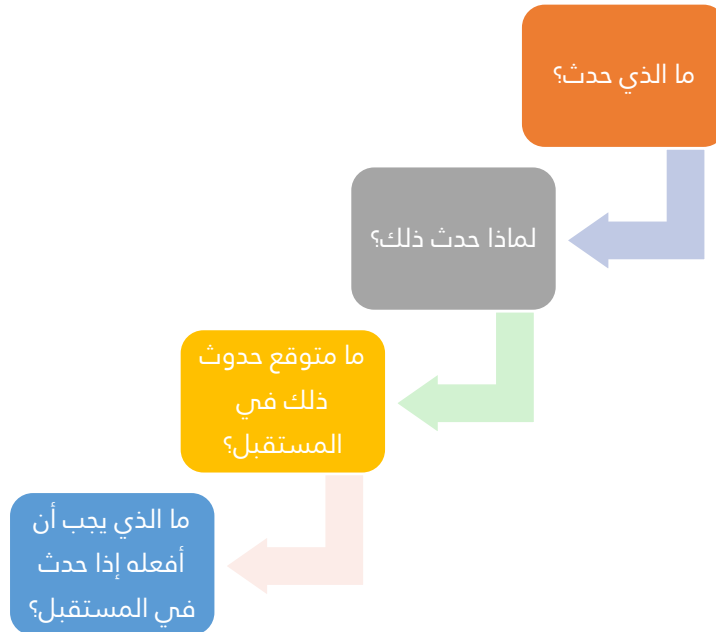 ما الذي حدث؟
لماذا حدث ذلك؟
ما متوقع حدوث
ذلك في
المستقبل؟
ما الذي يجب أن
أفعله إذا حدث
في المستقبل؟